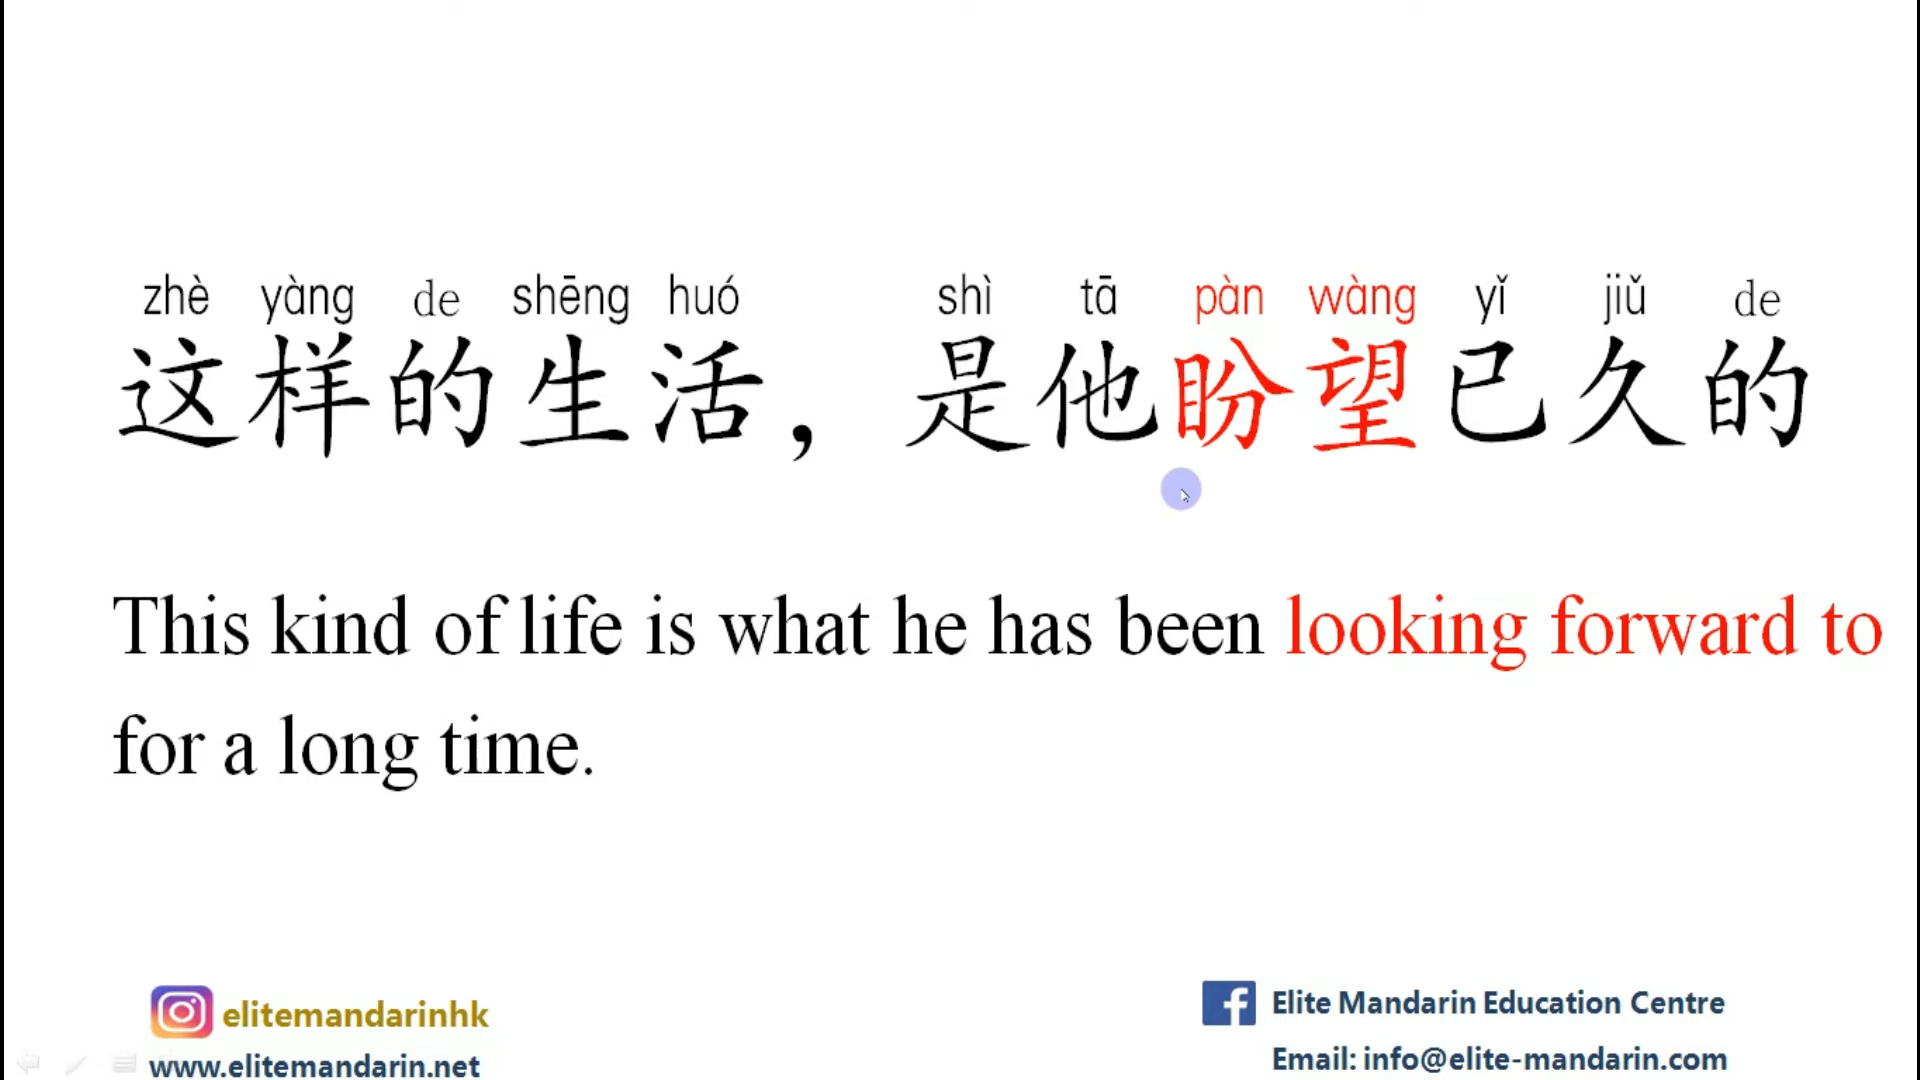 zhè yàng de shēng huó shì tā pàn wàng yǐ jiǔ de
这样的生活，是他盼望已久的
This kind of life is what he has been looking forward to
for a long time.
elitemandarinhk
www.elitemandarin.net
Elite Mandarin Education Centre
Email: info@elite-mandarin.com